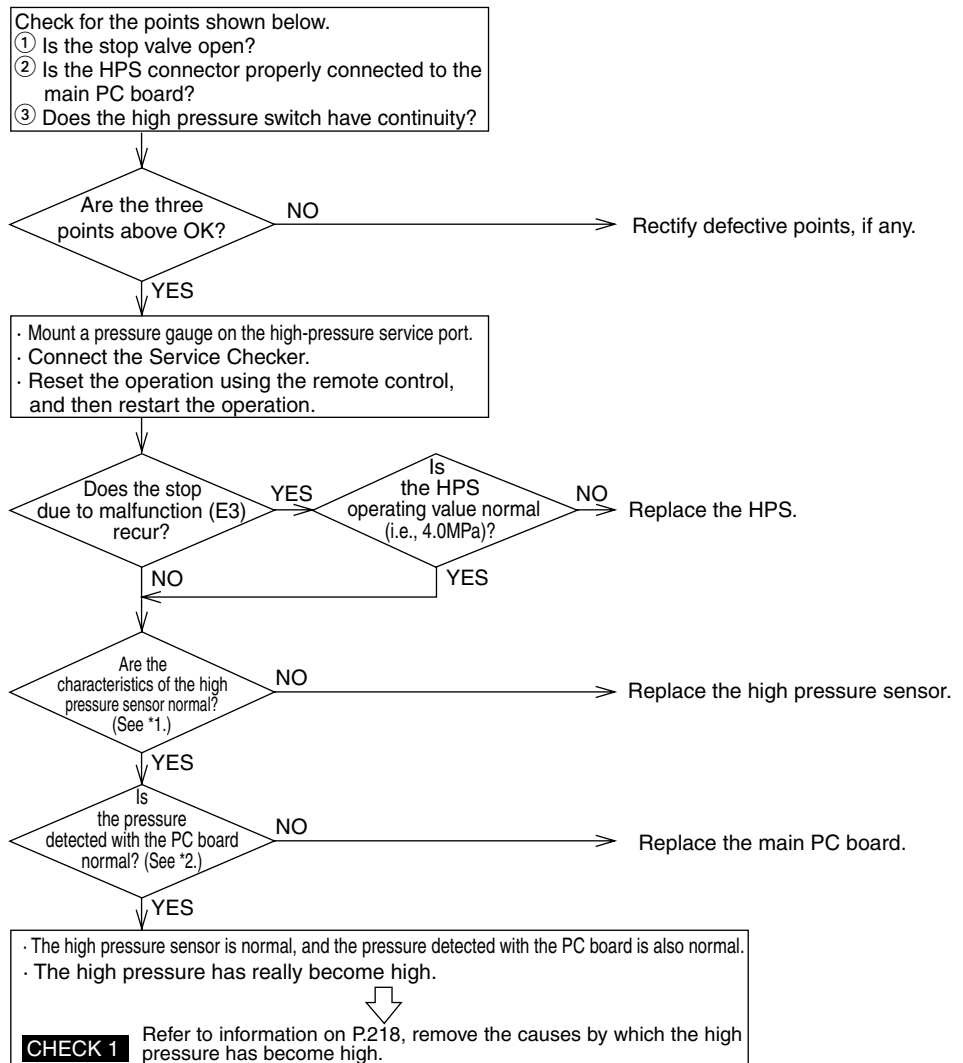 Check for the points shown below.
① Is the stop valve open?
② Is the HPS connector properly connected to the
main PC board?
③ Does the high pressure switch have continuity?
Are the three
points above OK?
NO
Rectify defective points, if any.
YES
· Mount a pressure gauge on the high-pressure service port.
· Connect the Service Checker.
· Reset the operation using the remote control,
and then restart the operation.
Does the stop
due to malfunction (E3)
recur?
YES
Is
the HPS
operating value normal
(i.e., 4.0MPa)?
NO
Replace the HPS.
NO
YES
Are the
characteristics of the high
pressure sensor normal?
(See *1.)
NO
Replace the high pressure sensor.
YES
Is
the pressure
detected with the PC board
normal? (See *2.)
NO
Replace the main PC board.
YES
· The high pressure sensor is normal, and the pressure detected with the PC board is also normal.
· The high pressure has really become high.
CHECK 1
Refer to information on P.218, remove the causes by which the high
pressure has become high.